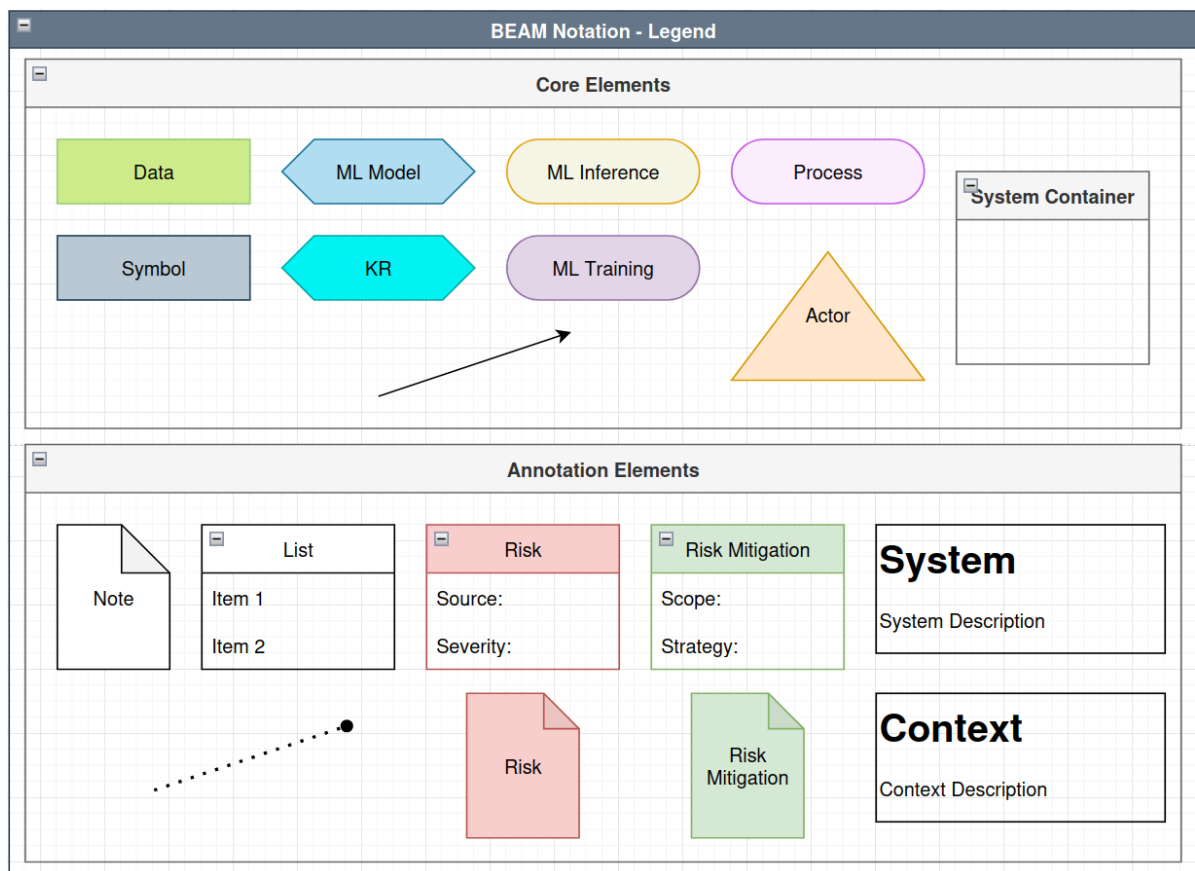 BEAM Notation - Legend
Core Elements
Data
ML Model
ML Inference
Process
System Container
Symbol
KR
ML Training
Actor
Annotation Elements
Note
List
Item 1
Item 2
Risk
Source:
Severity:
Risk Mitigation
Scope:
Strategy:
System
System Description
Risk
Risk
Mitigation
Context
Context Description